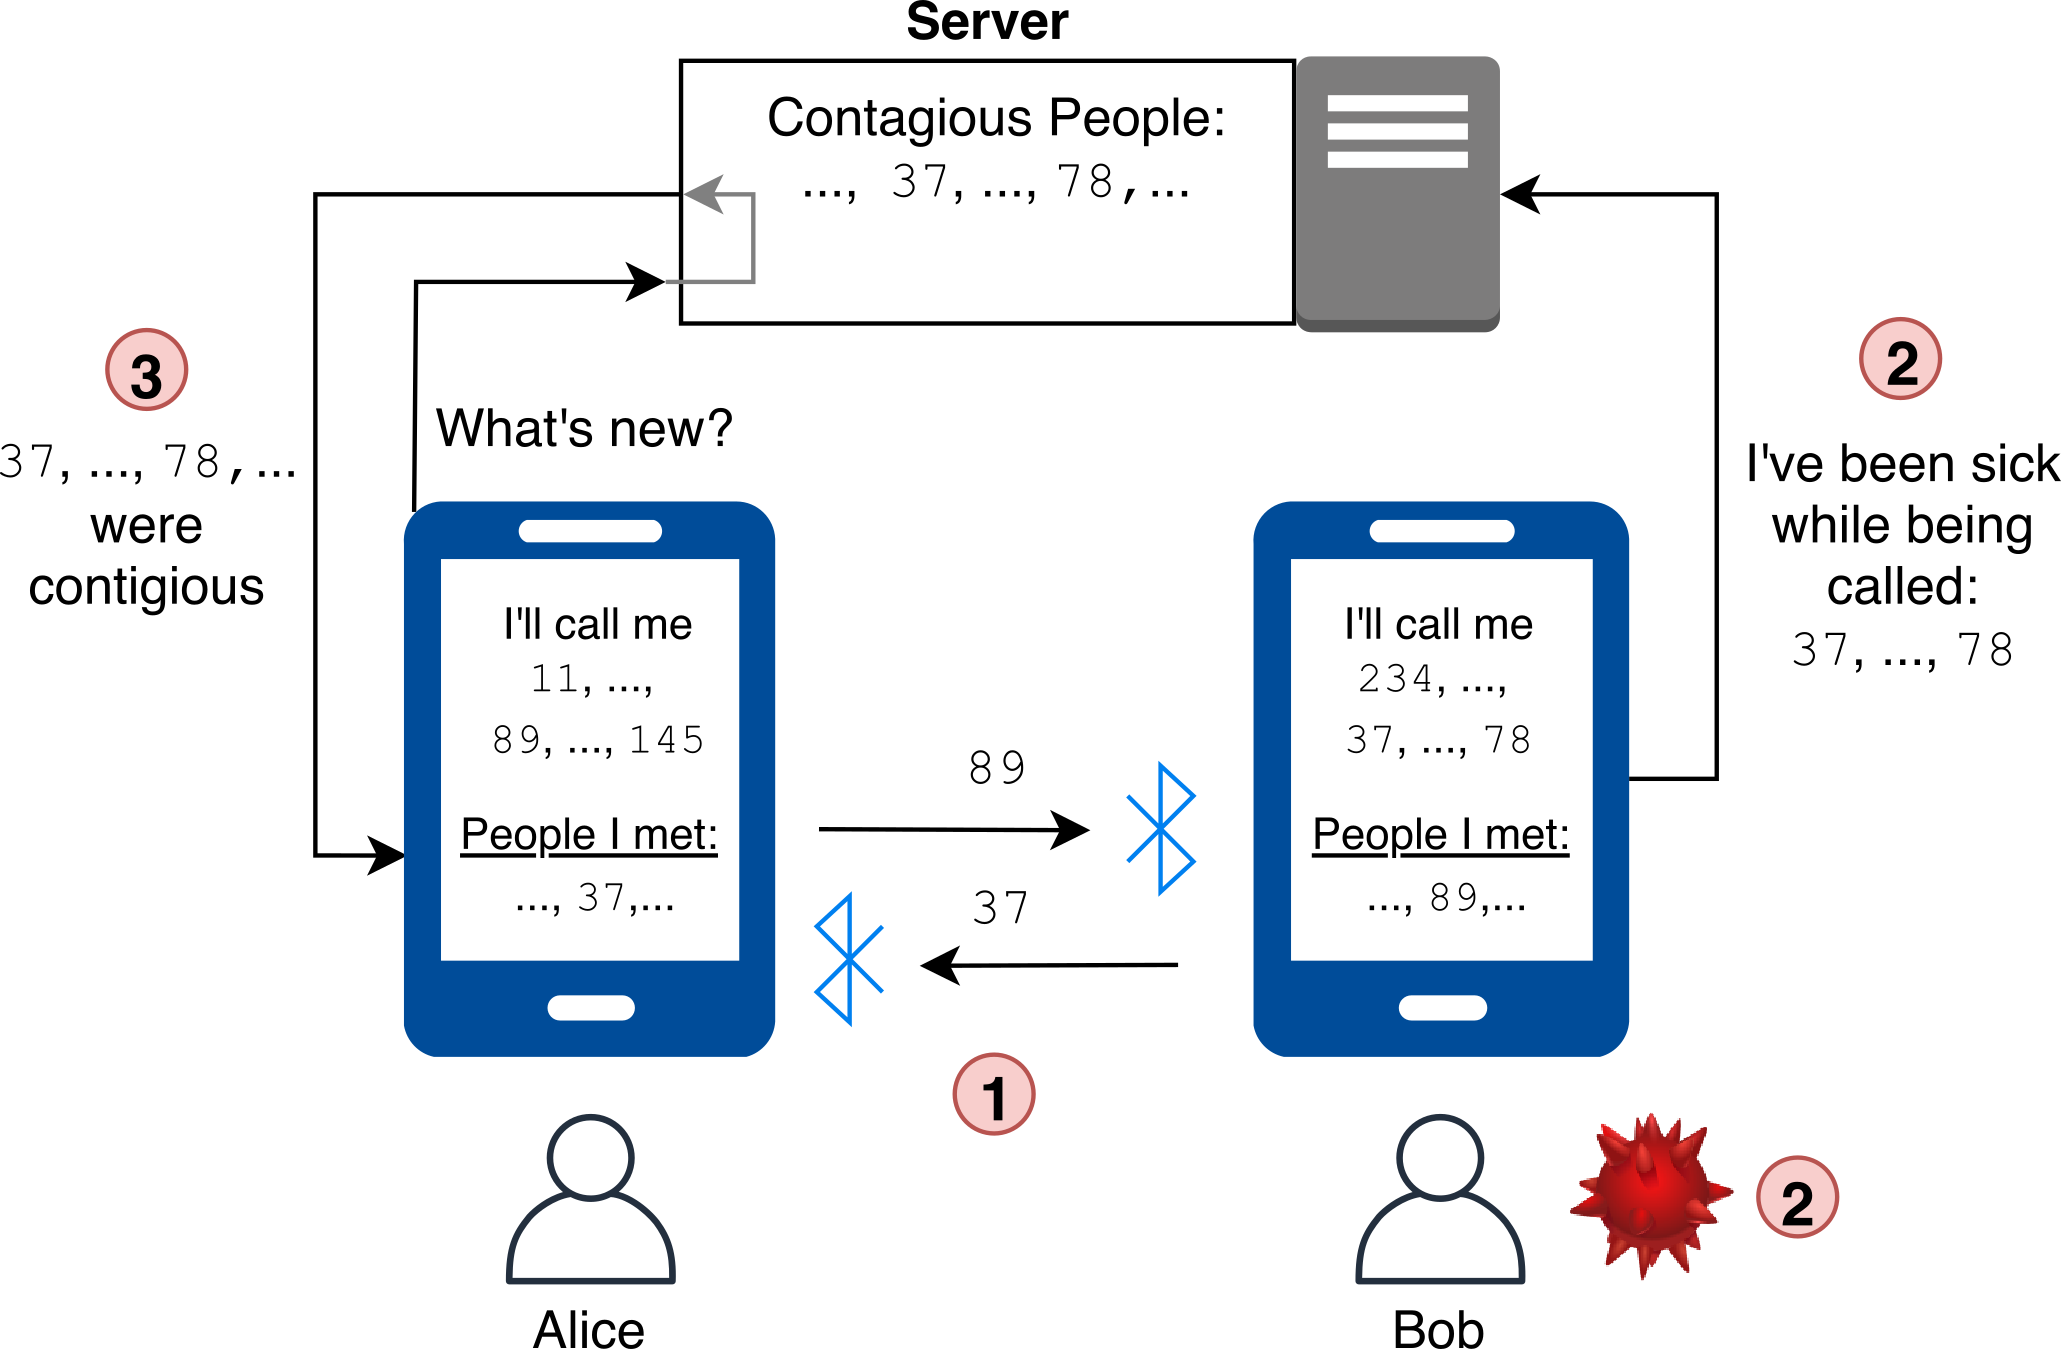 Server
Contagious People:
..., 37, ..., 78,...
3
37, ..., 78,...
were
contigious
What's new?
2
I've been sick
while being
called:
37, ..., 78
I'll call me
11, ...,
89, ..., 145
People I met:
..., 37,...
89
37
1
I'll call me
234, ...,
37, ..., 78
People I met:
..., 89,...
2
Alice
Bob